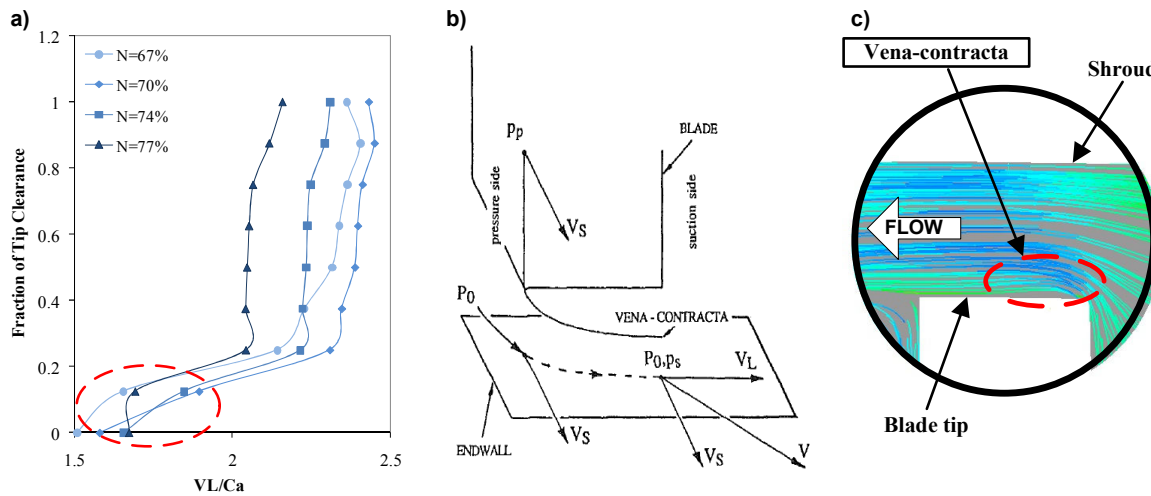 a)
N=67%
N=70%
N=74%
N=77%
1.2
1
0.8
0.6
0.4
0.2
0
1.5
2
2.5
Fraction of Tip Clearance
VL/Ca
b)
pp
BLADE
pressure side
suction side
VS
P0
VENA - CONTRACTA
P0,ps
VL
VS
VS
V
ENDWALL
c)
Vena-contracta
Shroud
FLOW
Blade tip